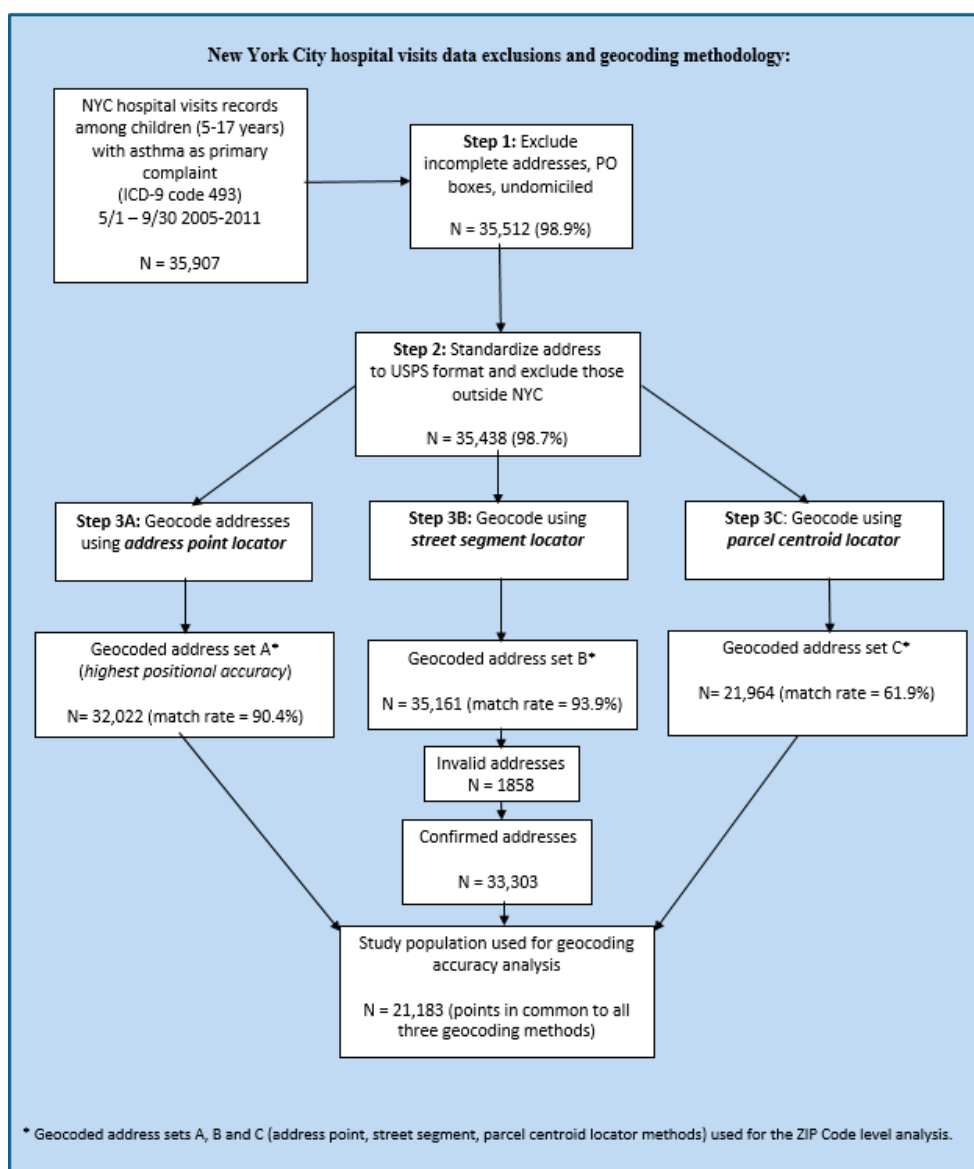 New York City hospital visits data exclusions and geocoding methodology:
NYC hospital visits records
among children (5-17 years)
with asthma as primary
complaint
(ICD-9 code 493)
5/1 – 9/30 2005-2011
N = 35,907
Step 1: Exclude
incomplete addresses, PO
boxes, undomiciled
N = 35,512 (98.9%)
Step 2: Standardize address
to USPS format and exclude those
outside NYC
N = 35,438 (98.7%)
Step 3A: Geocode addresses
using address point locator
Step 3B: Geocode using
street segment locator
Step 3C: Geocode using
parcel centroid locator
Geocoded address set A*
(highest positional accuracy)
N= 32,022 (match rate = 90.4%)
Geocoded address set B*
N = 35,161 (match rate = 93.9%)
Geocoded address set C*
N = 21,964 (match rate = 61.9%)
Invalid addresses
N = 1858
Confirmed addresses
N = 33,303
Study population used for geocoding
accuracy analysis
N = 21,183 (points in common to all
three geocoding methods)
* Geocoded address sets A, B and C (address point, street segment, parcel centroid locator methods) used for the ZIP Code level analysis.